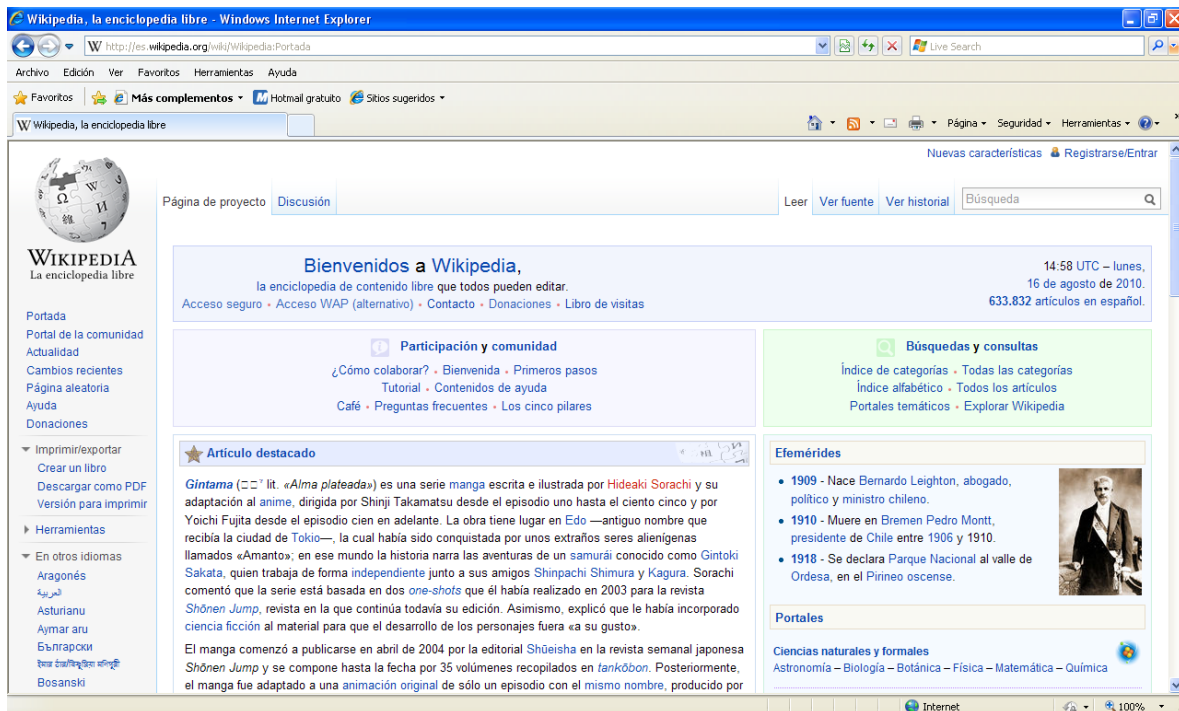 Wikipedia, la enciclopedia libre - Windows Internet Explorer
http://es.wikipedia.org/wiki/Wikipedia:Portada
Live Search
Archivo Edición Ver Favoritos Herramientas Ayuda
Favoritos Más complementos Hotmail gratuito Sitios sugeridos
Wikipedia, la enciclopedia libre
Página Seguridad Herramientas
Nuevas características Registrarse/Entrar
Página de proyecto Discusión
Leer Ver fuente Ver historial Búsqueda
WIKIPEDIA
La enciclopedia libre
Portada
Portal de la comunidad
Actualidad
Cambios recientes
Página aleatoria
Ayuda
Donaciones
Imprimir/exportar
Crear un libro
Descargar como PDF
Versión para imprimir
Herramientas
En otros idiomas
Aragonés
العربية
Asturianu
Aymar aru
Български
Bosanski
Bienvenidos a Wikipedia,
la enciclopedia de contenido libre que todos pueden editar.
Acceso seguro • Acceso WAP (alternativo) • Contacto • Donaciones • Libro de visitas
14:58 UTC – lunes,
16 de agosto de 2010.
633.832 artículos en español.
Participación y comunidad
¿Cómo colaborar? • Bienvenida • Primeros pasos
Tutorial • Contenidos de ayuda
Café • Preguntas frecuentes • Los cinco pilares
Búsquedas y consultas
Índice de categorías • Todas las categorías
Índice alfabético • Todos los artículos
Portales temáticos • Explorar Wikipedia
Artículo destacado
Gintama (lit. «Alma plateada») es una serie manga escrita e ilustrada por Hideaki Sorachi y su
adaptación al anime, dirigida por Shinji Takamatsu desde el episodio uno hasta el ciento cinco y por
Yoichi Fujita desde el episodio cien en adelante. La obra tiene lugar en Edo —antiguo nombre que
recibía la ciudad de Tokio—, la cual había sido conquistada por unos extraños seres alienígenas
llamados «Amanto»; en ese mundo la historia narra las aventuras de un samurái conocido como Gintoki
Sakata, quien trabaja de forma independiente junto a sus amigos Shinpachi Shimura y Kagura. Sorachi
comentó que la serie está basada en dos one-shots que él había realizado en 2003 para la revista
Shōnen Jump, revista en la que continúa todavía su edición. Asimismo, explicó que le había incorporado
ciencia ficción al material para que el desarrollo de los personajes fuera «a su gusto».
El manga comenzó a publicarse en abril de 2004 por la editorial Shūeisha en la revista semanal japonesa
Shōnen Jump y se compone hasta la fecha por 35 volúmenes recopilados en tankōbon. Posteriormente,
el manga fue adaptado a una animación original de sólo un episodio con el mismo nombre, producido por
Efemérides
1909 - Nace Bernardo Leighton, abogado,
político y ministro chileno.
1910 - Muere en Bremen Pedro Montt,
presidente de Chile entre 1906 y 1910.
1918 - Se declara Parque Nacional al valle de
Ordesa, en el Pirineo oscense.
Portales
Ciencias naturales y formales
Astronomía – Biología – Botánica – Física – Matemática – Química
Internet
100%